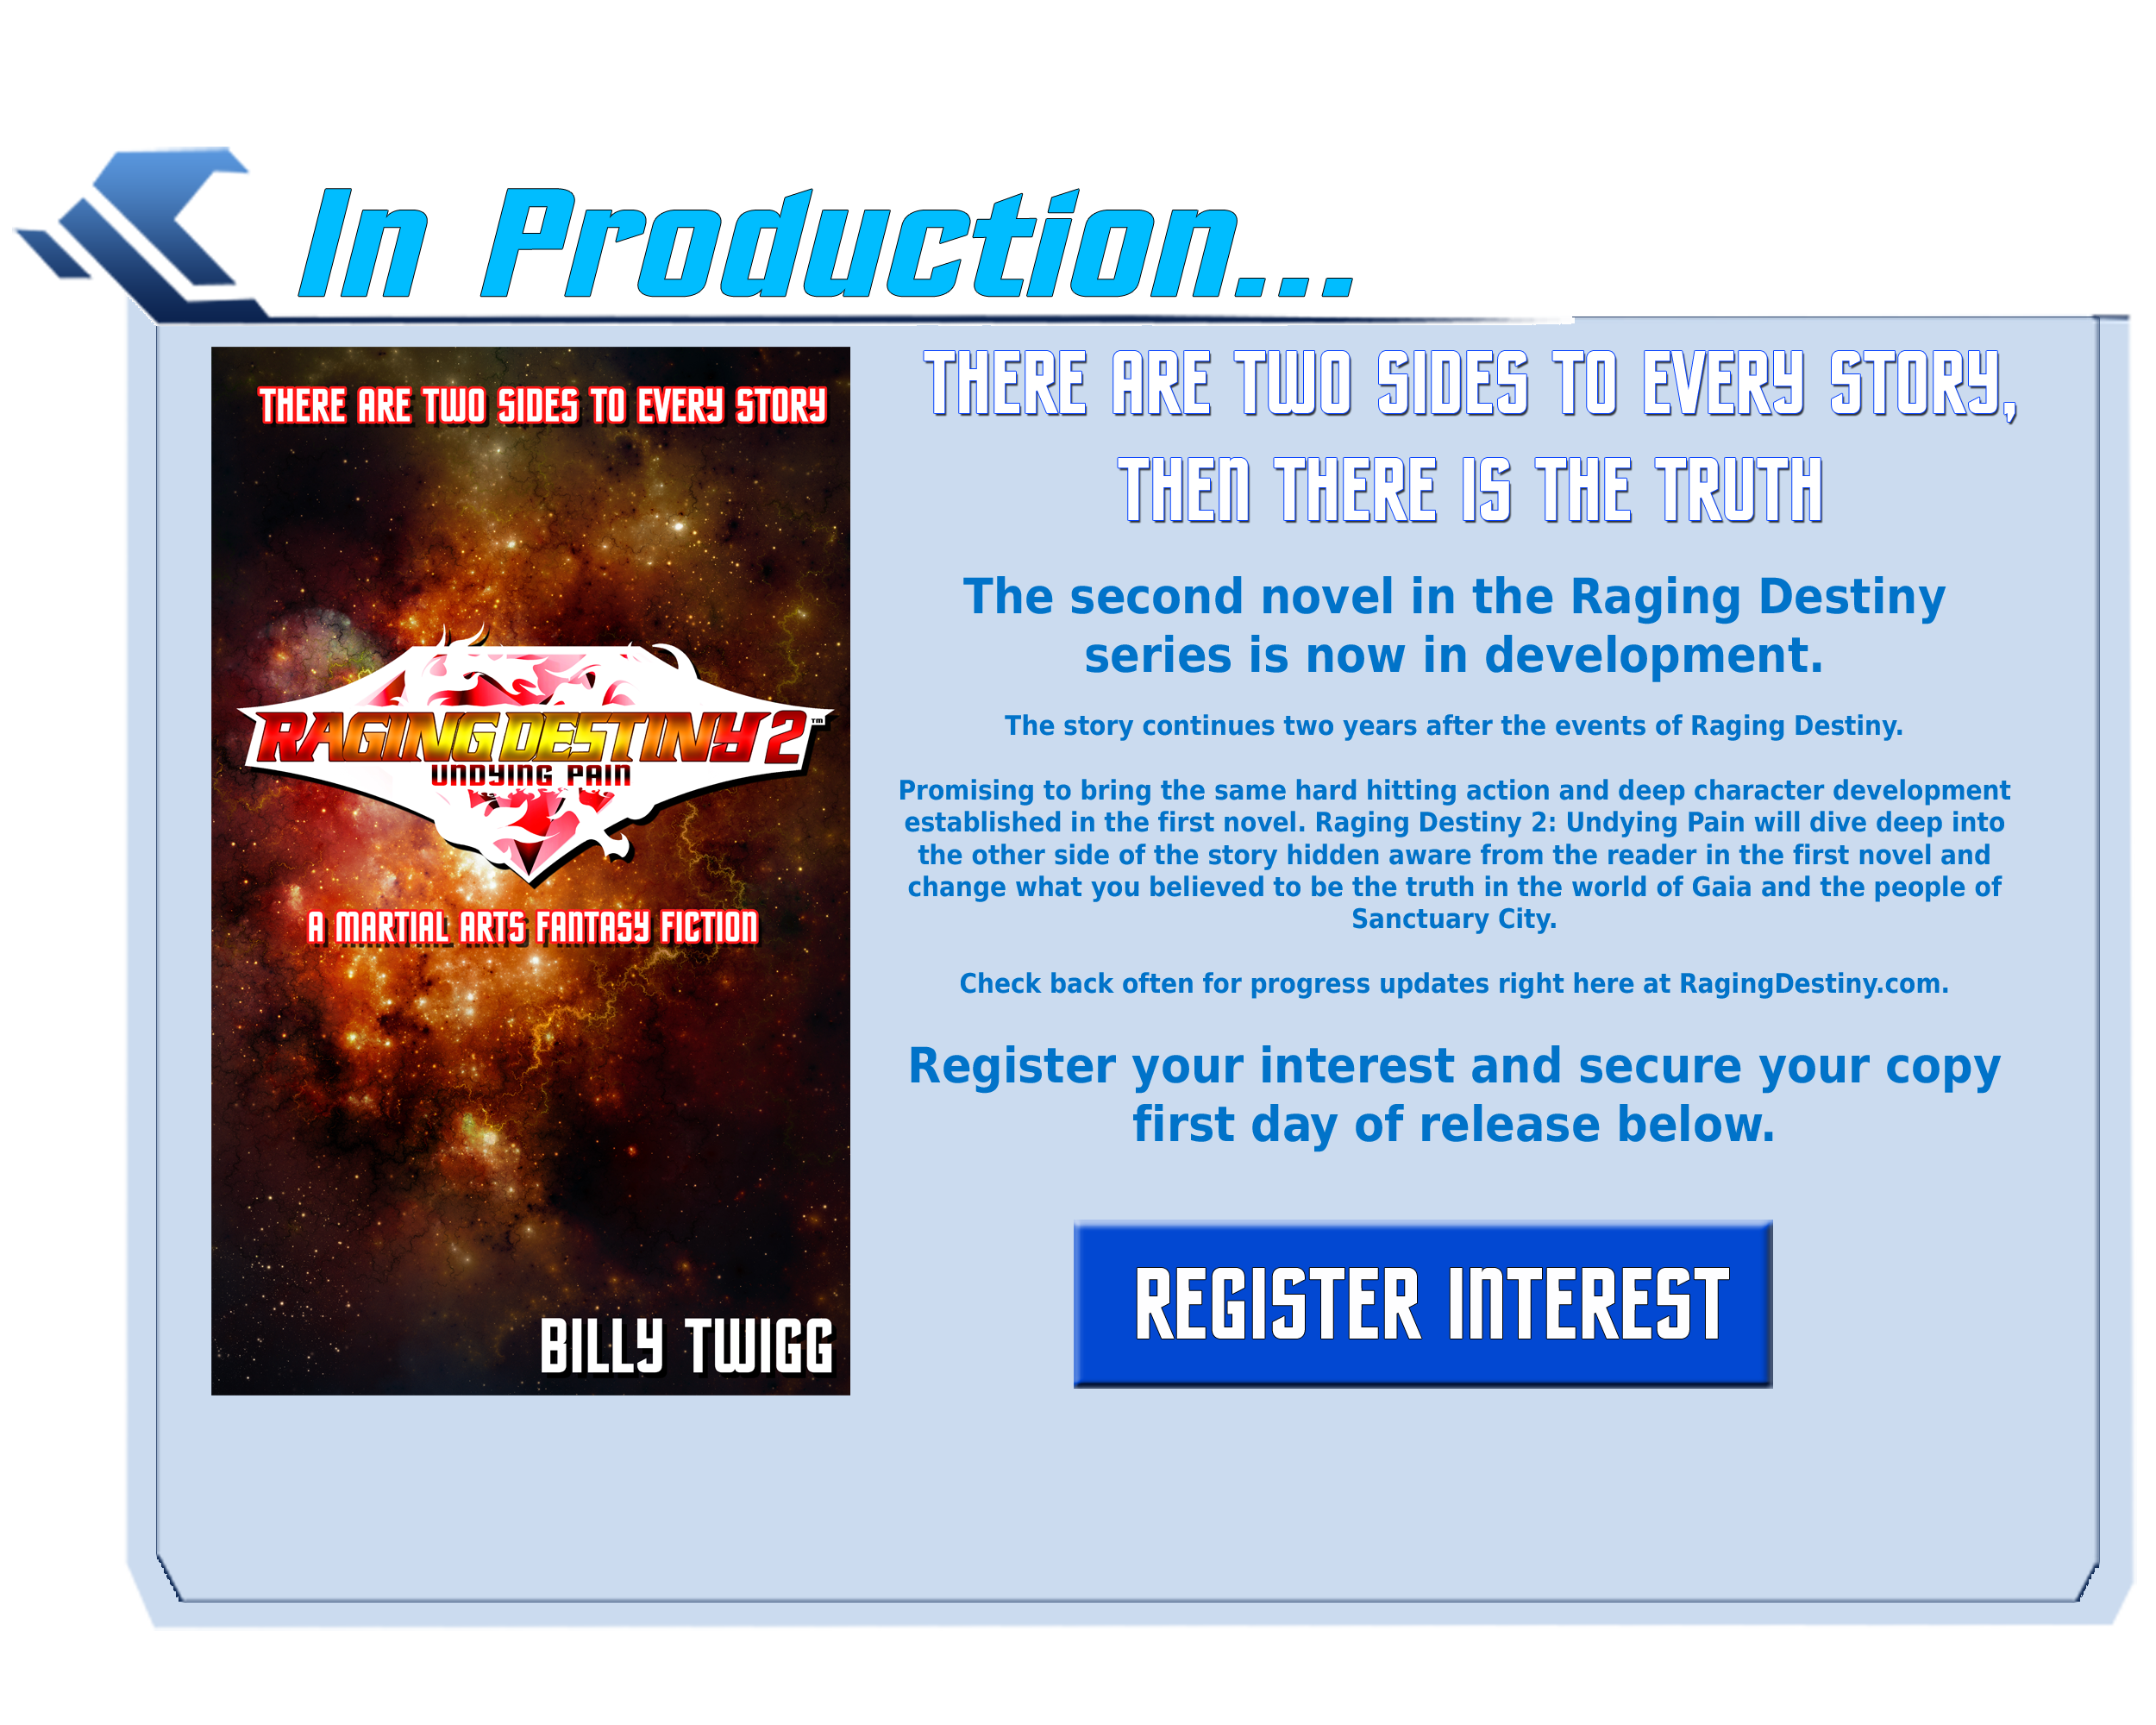 In Production...
THERE ARE TWO SIDES TO EVERY STORY
RAGING DESTINY 2 ™
UNDYING PAIN
A MARTIAL ARTS FANTASY FICTION
BILLY TWIGG
THERE ARE TWO SIDES TO EVERY STORY,
THEN THERE IS THE TRUTH
The second novel in the Raging Destiny
series is now in development.
The story continues two years after the events of Raging Destiny.
Promising to bring the same hard hitting action and deep character development
established in the first novel. Raging Destiny 2: Undying Pain will dive deep into
the other side of the story hidden aware from the reader in the first novel and
change what you believed to be the truth in the world of Gaia and the people of
Sanctuary City.
Check back often for progress updates right here at RagingDestiny.com.
Register your interest and secure your copy
first day of release below.
REGISTER INTEREST